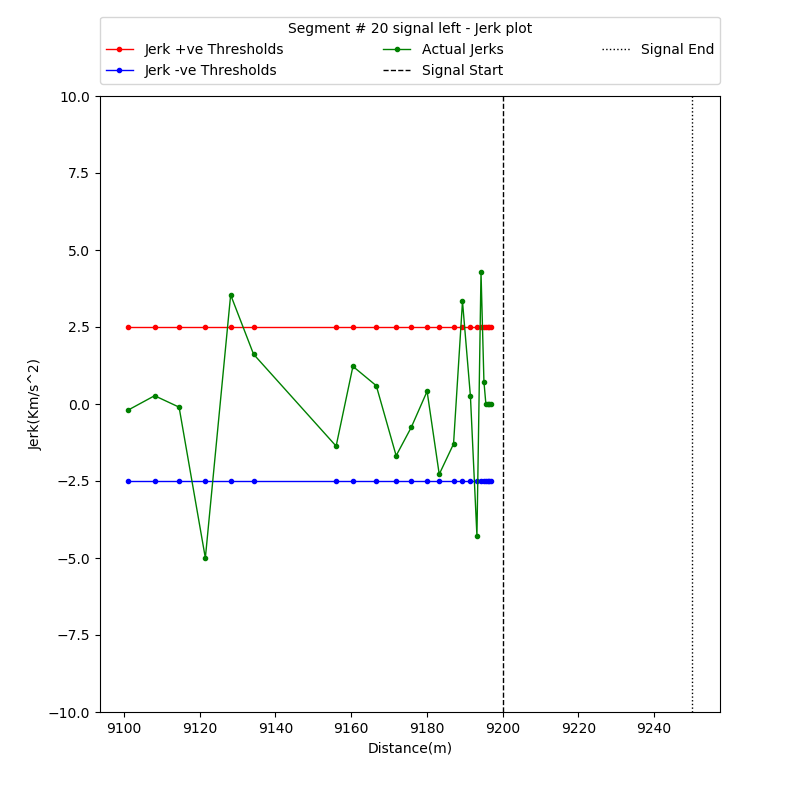 Segment # 20 signal left - Jerk plot
Jerk +ve Thresholds
Jerk -ve Thresholds
Actual Jerks
Signal Start
Signal End
10.0
7.5
5.0
2.5
0.0
−2.5
−5.0
−7.5
−10.0
Jerk(Km/s^2)
9100 9120 9140 9160 9180 9200 9220 9240
Distance(m)